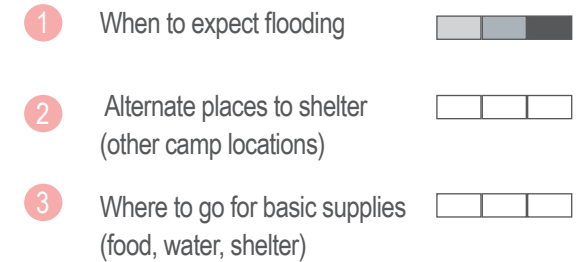 1 When to expect flooding
2 Alternate places to shelter
(other camp locations)
3 Where to go for basic supplies
(food, water, shelter)